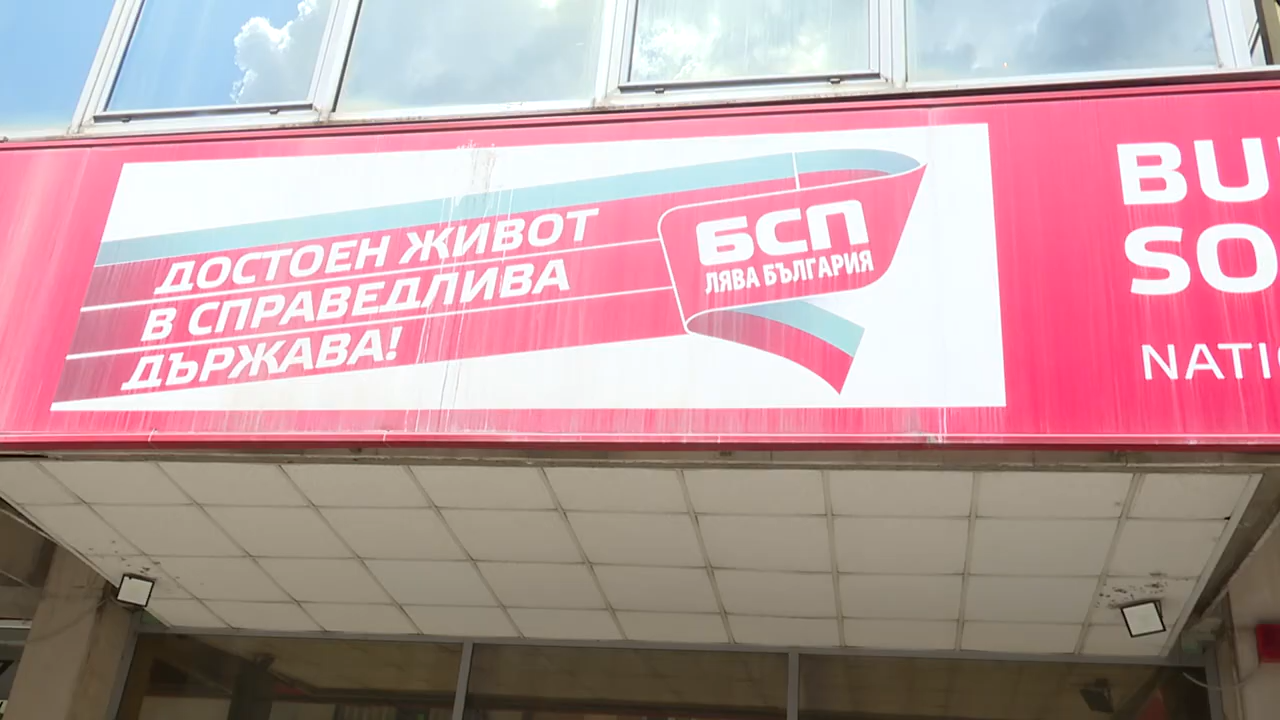 ДОСТОЕН ЖИВОТ
В СПРАВЕДЛИВА
ДЪРЖАВА!
БСП
ЛЯВА БЪЛГАРИЯ
BU
SO
NATI